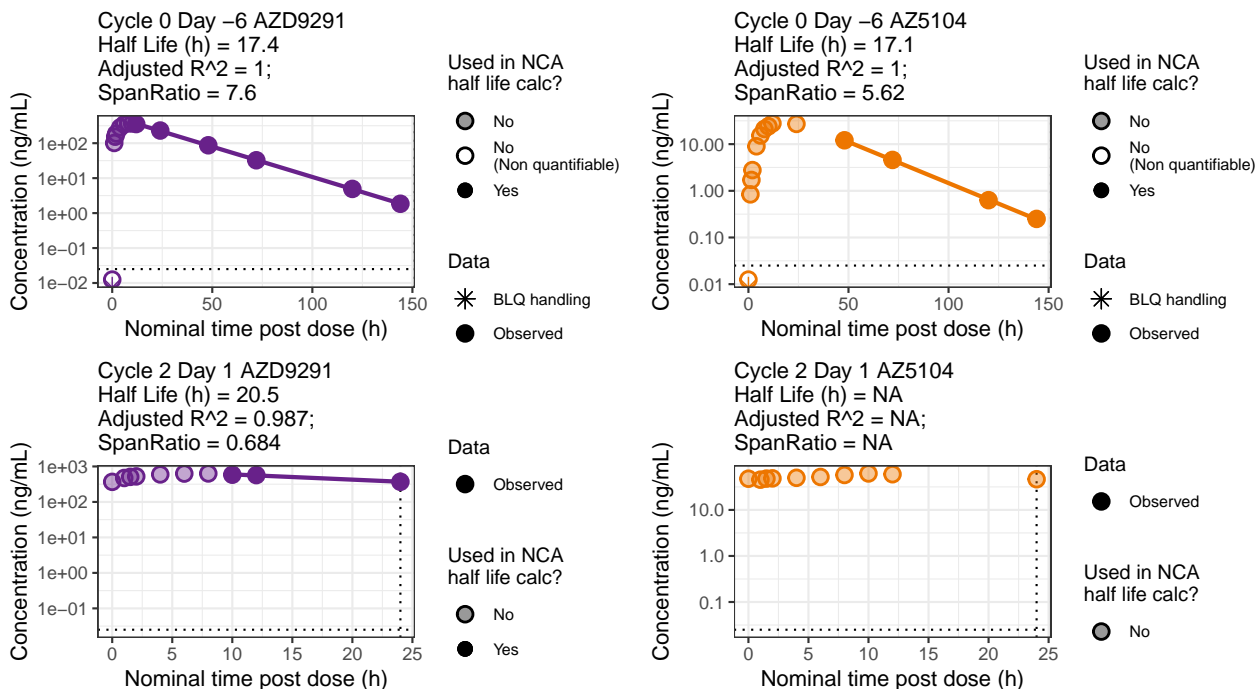 Cycle 0 Day −6 AZD9291
Half Life (h) = 17.4
Adjusted R^2 = 1;
SpanRatio = 7.6
Concentration (ng/mL)
1e+02
1e+01
1e+00
1e−01
1e−02
0
50
100
150
Nominal time post dose (h)
Used in NCA
half life calc?
No
No
(Non quantifiable)
Yes
Data
BLQ handling
Observed
Cycle 0 Day −6 AZ5104
Half Life (h) = 17.1
Adjusted R^2 = 1;
SpanRatio = 5.62
Concentration (ng/mL)
10.00
1.00
0.10
0.01
0
50
100
150
Nominal time post dose (h)
Used in NCA
half life calc?
No
No
(Non quantifiable)
Yes
Data
BLQ handling
Observed
Cycle 2 Day 1 AZD9291
Half Life (h) = 20.5
Adjusted R^2 = 0.987;
SpanRatio = 0.684
Concentration (ng/mL)
1e+03
1e+02
1e+01
1e+00
1e−01
0
5
10
15
20
25
Nominal time post dose (h)
Data
Observed
Used in NCA
half life calc?
No
Yes
Cycle 2 Day 1 AZ5104
Half Life (h) = NA
Adjusted R^2 = NA;
SpanRatio = NA
Concentration (ng/mL)
10.0
1.0
0.1
0
5
10
15
20
25
Nominal time post dose (h)
Data
Observed
Used in NCA
half life calc?
No